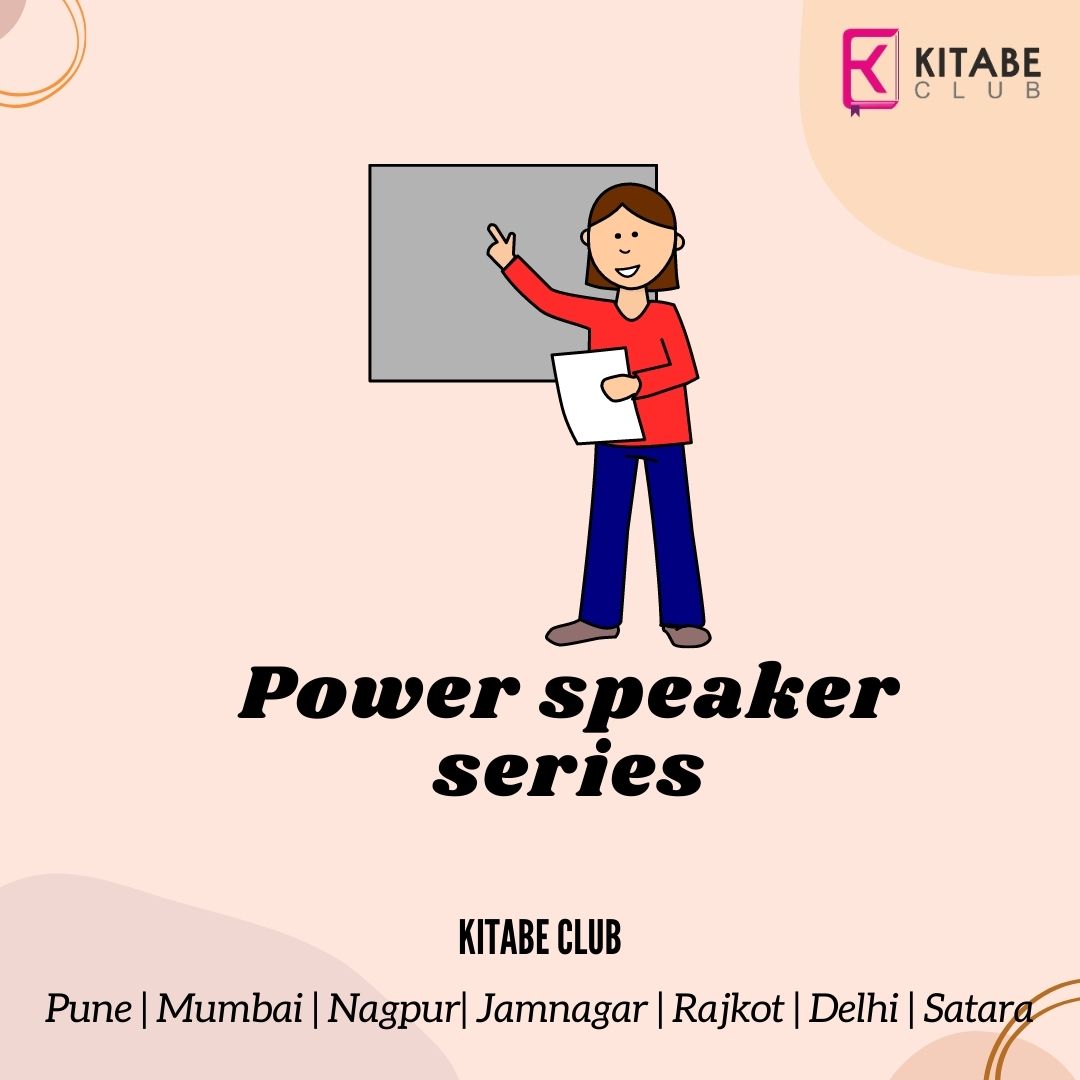 KITABE
CLUB
Power speaker
series
KITABE CLUB
Pune | Mumbai | Nagpur| Jamnagar | Rajkot | Delhi | Satara